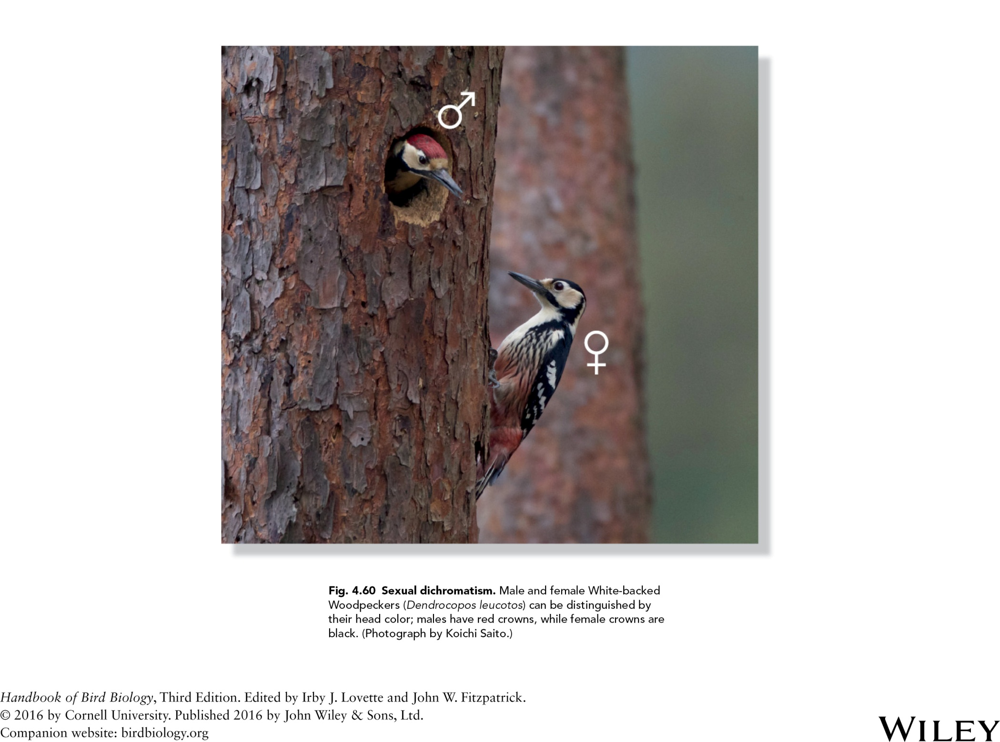 ♂
♀
Fig. 4.60 Sexual dichromatism. Male and female White-backed
Woodpeckers (Dendrocopos leucotos) can be distinguished by
their head color; males have red crowns, while female crowns are
black. (Photograph by Koichi Saito.)
Handbook of Bird Biology, Third Edition. Edited by Irby J. Lovette and John W. Fitzpatrick.
© 2016 by Cornell University. Published 2016 by John Wiley & Sons, Ltd.
Companion website: birdbiology.org
WILEY